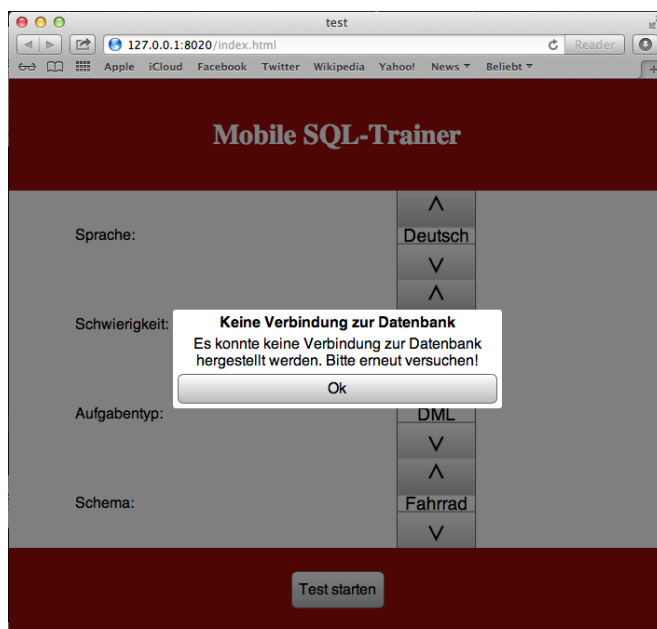 test
127.0.0.1:8020/index.html
Reader
Apple iCloud Facebook Twitter Wikipedia Yahoo! News ▼ Beliebt ▼
Mobile SQL-Trainer
Sprache:
Deutsch
Schwierigkeit:
Keine Verbindung zur Datenbank
Es konnte keine Verbindung zur Datenbank
hergestellt werden. Bitte erneut versuchen!
Ok
Aufgabentyp:
DML
Schema:
Fahrrad
Test starten